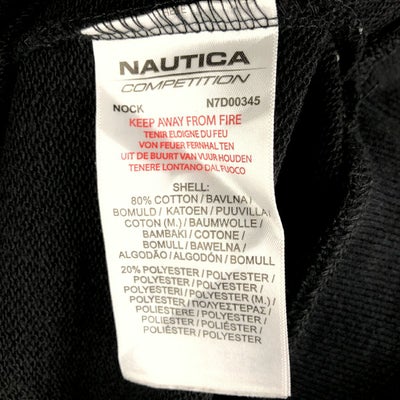 NAUTICA
COMPETITION
NOCK N7D00345
KEEP AWAY FROM FIRE
TENIR ELOIGNE DU FEU
VON FEUER FERNHALTEN
UIT DE BUURT VAN VUUR HOUDEN
TENERE LONTANO DAL FUOCO
SHELL:
80% COTTON / BAVLNA /
BOMULD / KATOEN / PUUVILLA /
COTON (M.) / BAUMWOLLE /
BAMBAKI / COTONE /
BOMULL / BAWELNA /
ALGODÃO / ALGODÓN / BOMULL
20% POLYESTER / POLYESTER /
POLYESTER / POLYESTER /
POLYESTERI / POLYESTER (M.) /
POLYESTER / ΠΟΛΥΕΣΤΕΡΑΣ /
POLIESTERE / POLYESTER /
POLIESTER / POLIÉSTER /
POLIÉSTER / POLYESTER